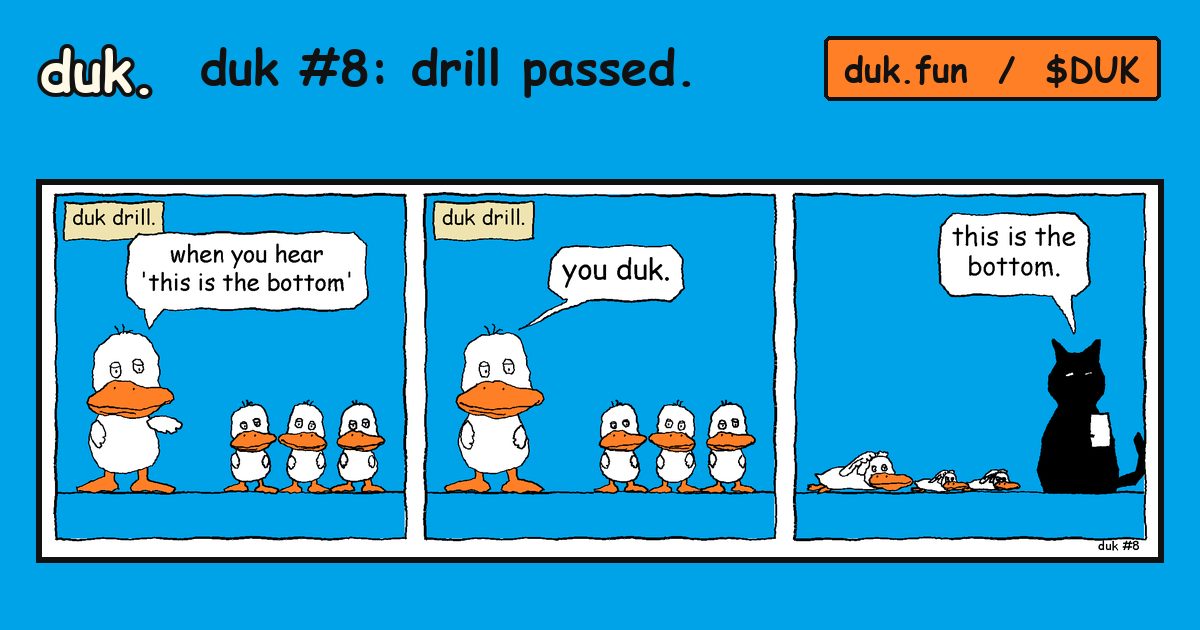 duk.
duk #8: drill passed.
duk.fun / $DUK
duk drill.
when you hear
'this is the bottom'
duk drill.
you duk.
this is the
bottom.
duk #8